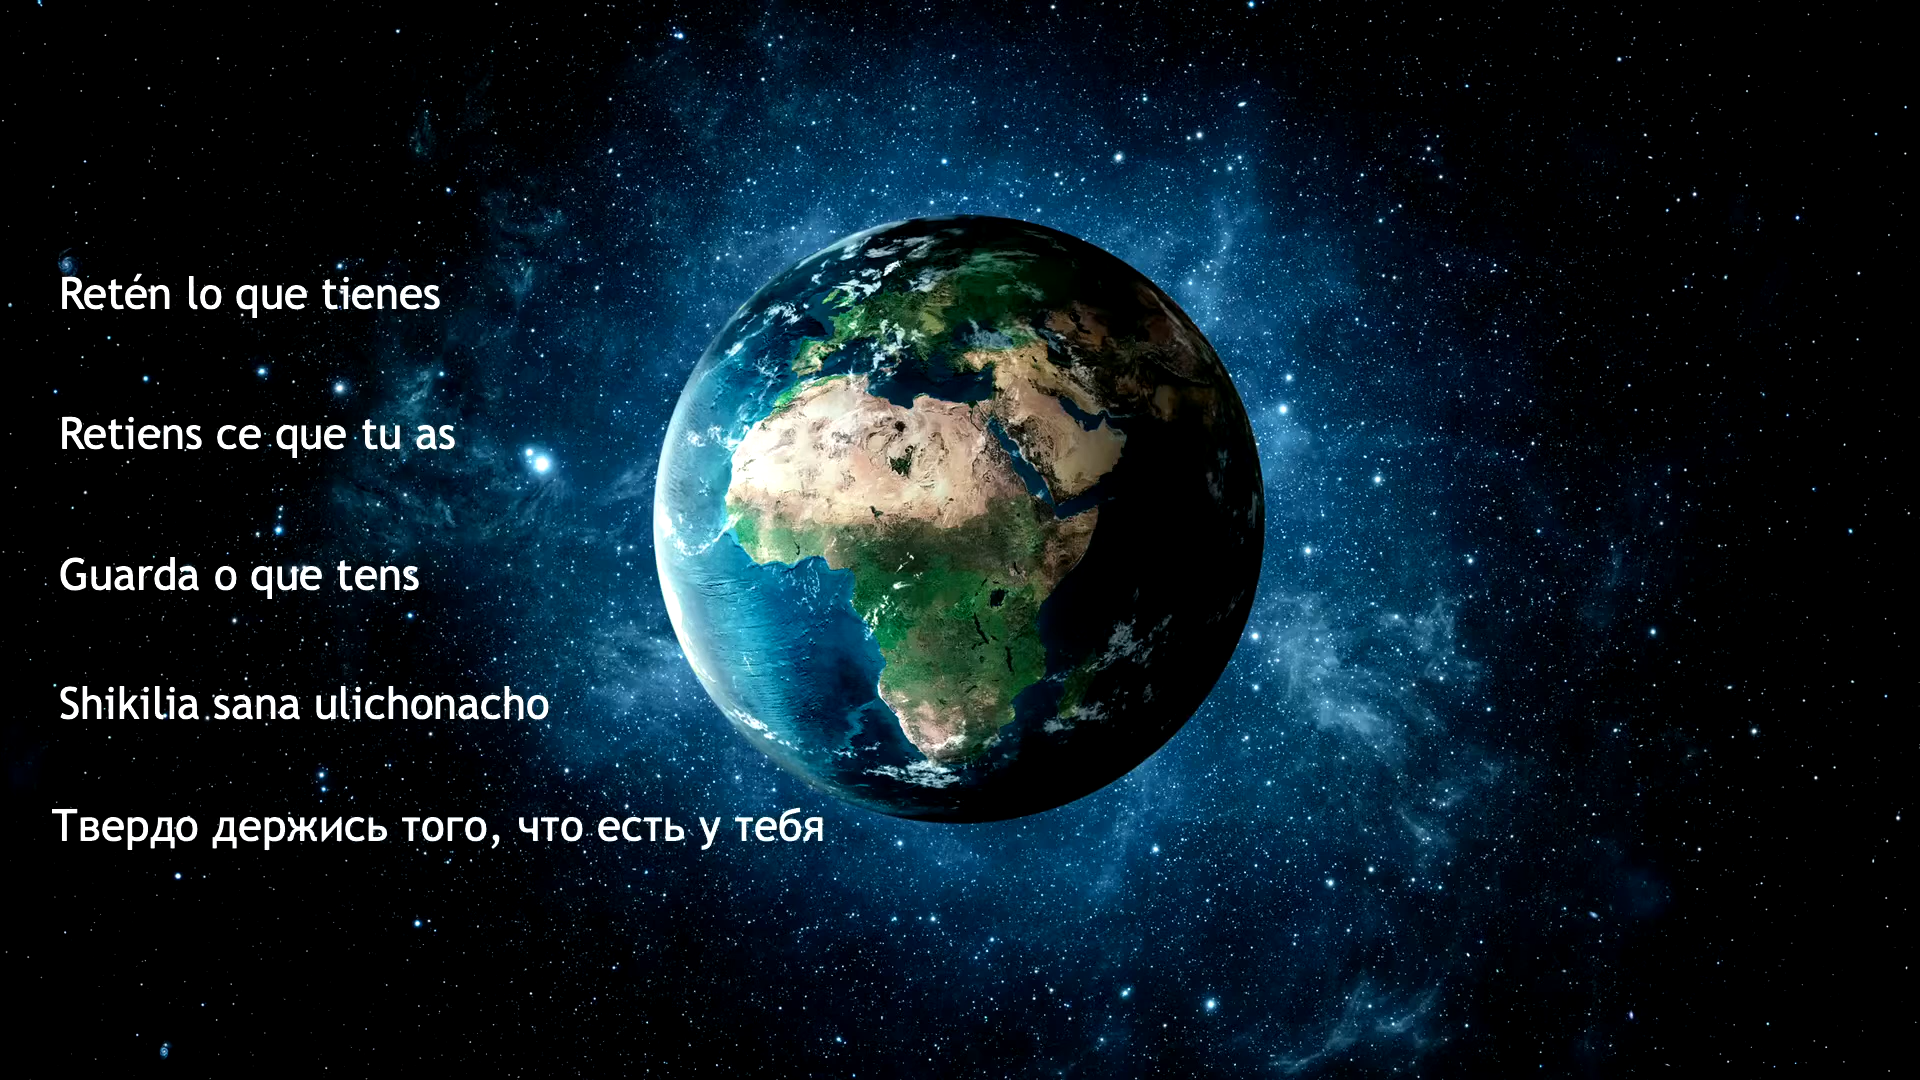 Retén lo que tienes
Retiens ce que tu as
Guarda o que tens
Shikilia sana ulichonacho
Твердо держись того, что есть у тебя